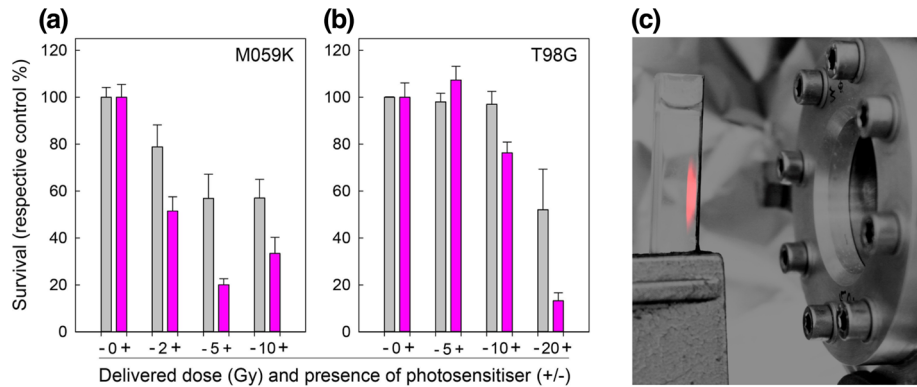 (a)
(b)
(c)
M059K
T98G
Survival (respective control %)
120
100
80
60
40
20
0
120
100
80
60
40
20
0
- 0 + - 2 + - 5 + - 10 +
- 0 + - 5 + - 10 + - 20 +
Delivered dose (Gy) and presence of photosensitiser (+/-)